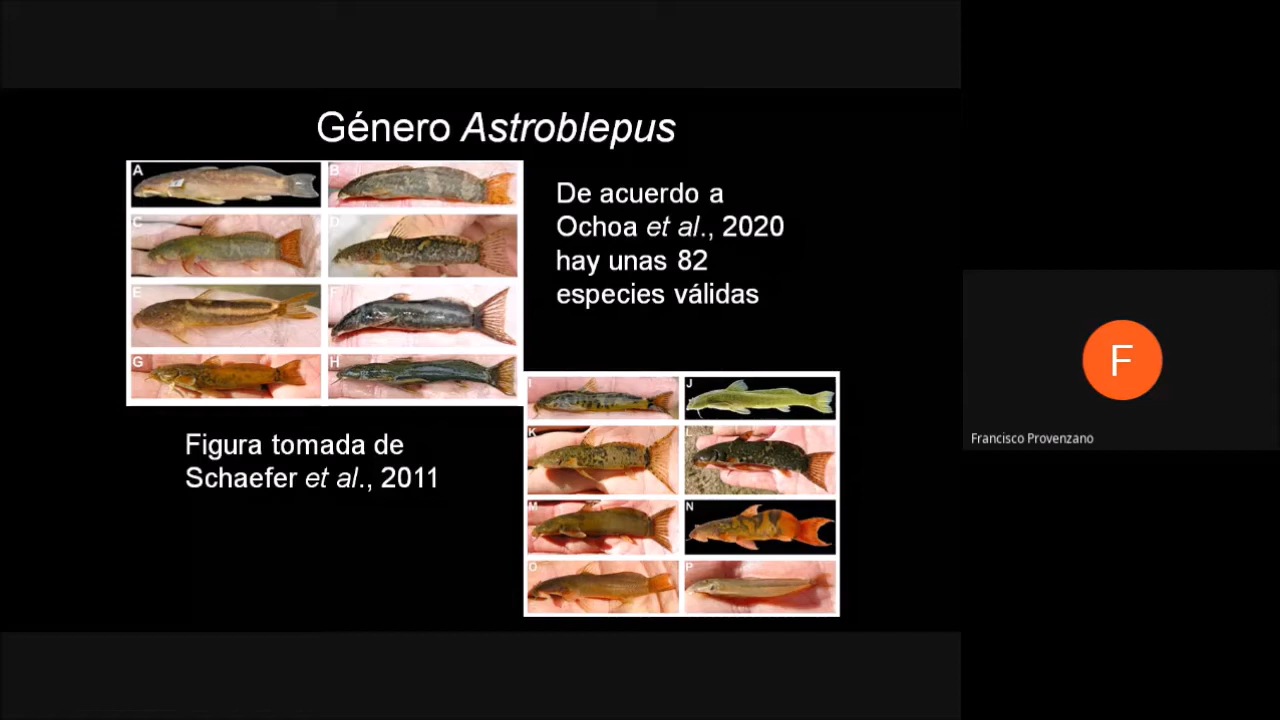 Género Astroblepus
A
B
C
D
E
F
G
H
De acuerdo a
Ochoa et al., 2020
hay unas 82
especies válidas
Figura tomada de
Schaefer et al., 2011
I
J
K
L
M
N
O
P
F
Francisco Provenzano